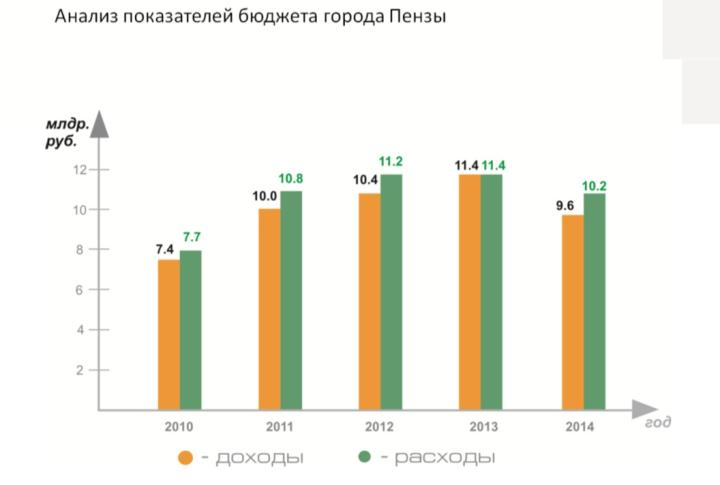 Анализ показателей бюджета города Пензы
млдр.
руб.
12
10
8
6
4
2
7.4 7.7
10.0 10.8
10.4 11.2
11.4 11.4
9.6 10.2
2010 2011 2012 2013 2014
год
- доходы - расходы